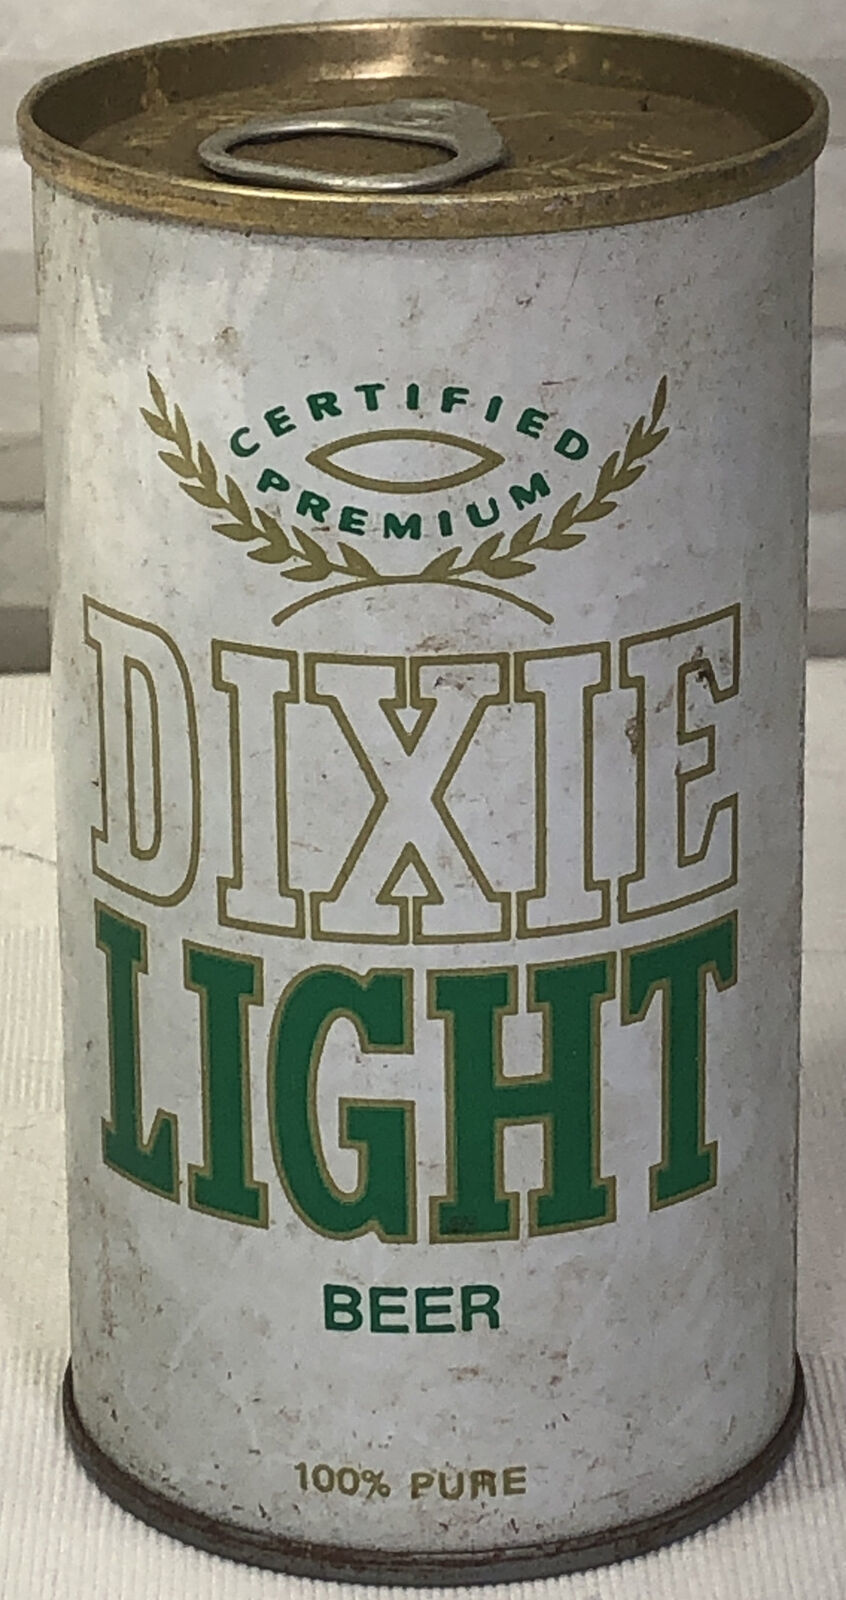 CERTIFIED
PREMIUM
DIXIE
LIGHT
BEER
100% PURE